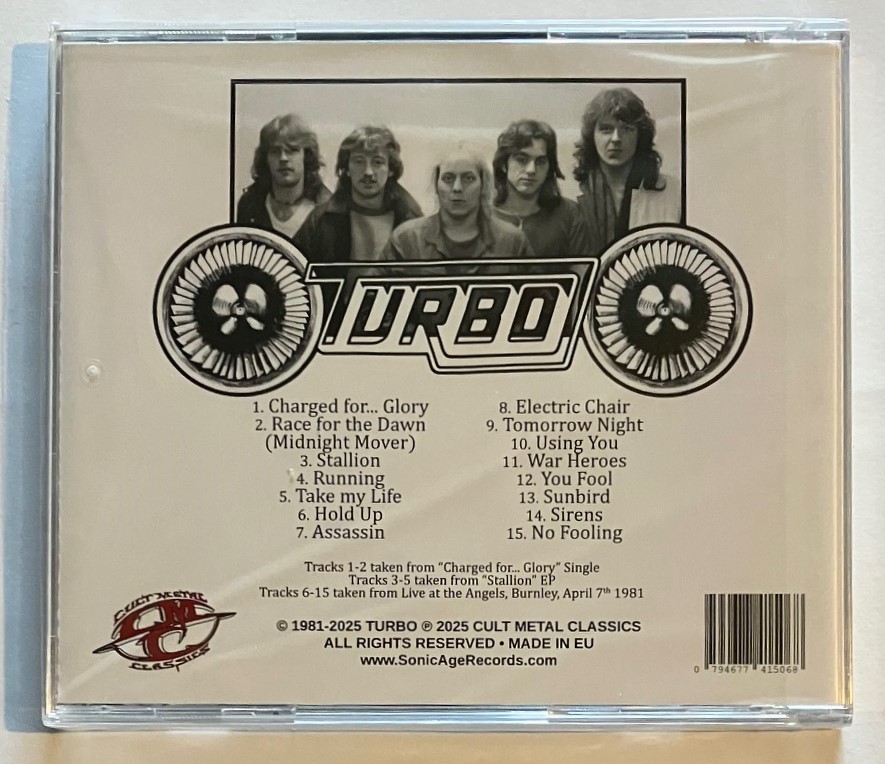 TURBO
1. Charged for... Glory
2. Race for the Dawn
(Midnight Mover)
3. Stallion
4. Running
5. Take my Life
6. Hold Up
7. Assassin
8. Electric Chair
9. Tomorrow Night
10. Using You
11. War Heroes
12. You Fool
13. Sunbird
14. Sirens
15. No Fooling
Tracks 1-2 taken from “Charged for... Glory” Single
Tracks 3-5 taken from “Stallion” EP
Tracks 6-15 taken from Live at the Angels, Burnley, April 7th 1981
CULT METAL
CMC
CLASSICS
© 1981-2025 TURBO ℗ 2025 CULT METAL CLASSICS
ALL RIGHTS RESERVED • MADE IN EU
www.SonicAgeRecords.com
0 794677 415068